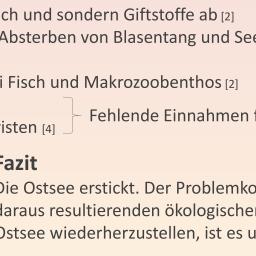 ch und sondern Giftstoffe ab [2]
Absterben von Blasentang und See
i Fisch und Makrozoobenthos [2]
Fehlende Einnahmen f
risten [4]
Fazit
Die Ostsee erstickt. Der Problemko
daraus resultierenden ökologischen
Ostsee wiederherzustellen, ist es u